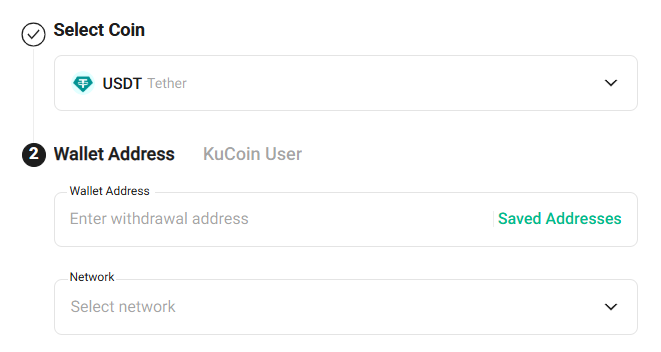 Select Coin
USDT Tether
2 Wallet Address KuCoin User
Wallet Address
Enter withdrawal address Saved Addresses
Network
Select network